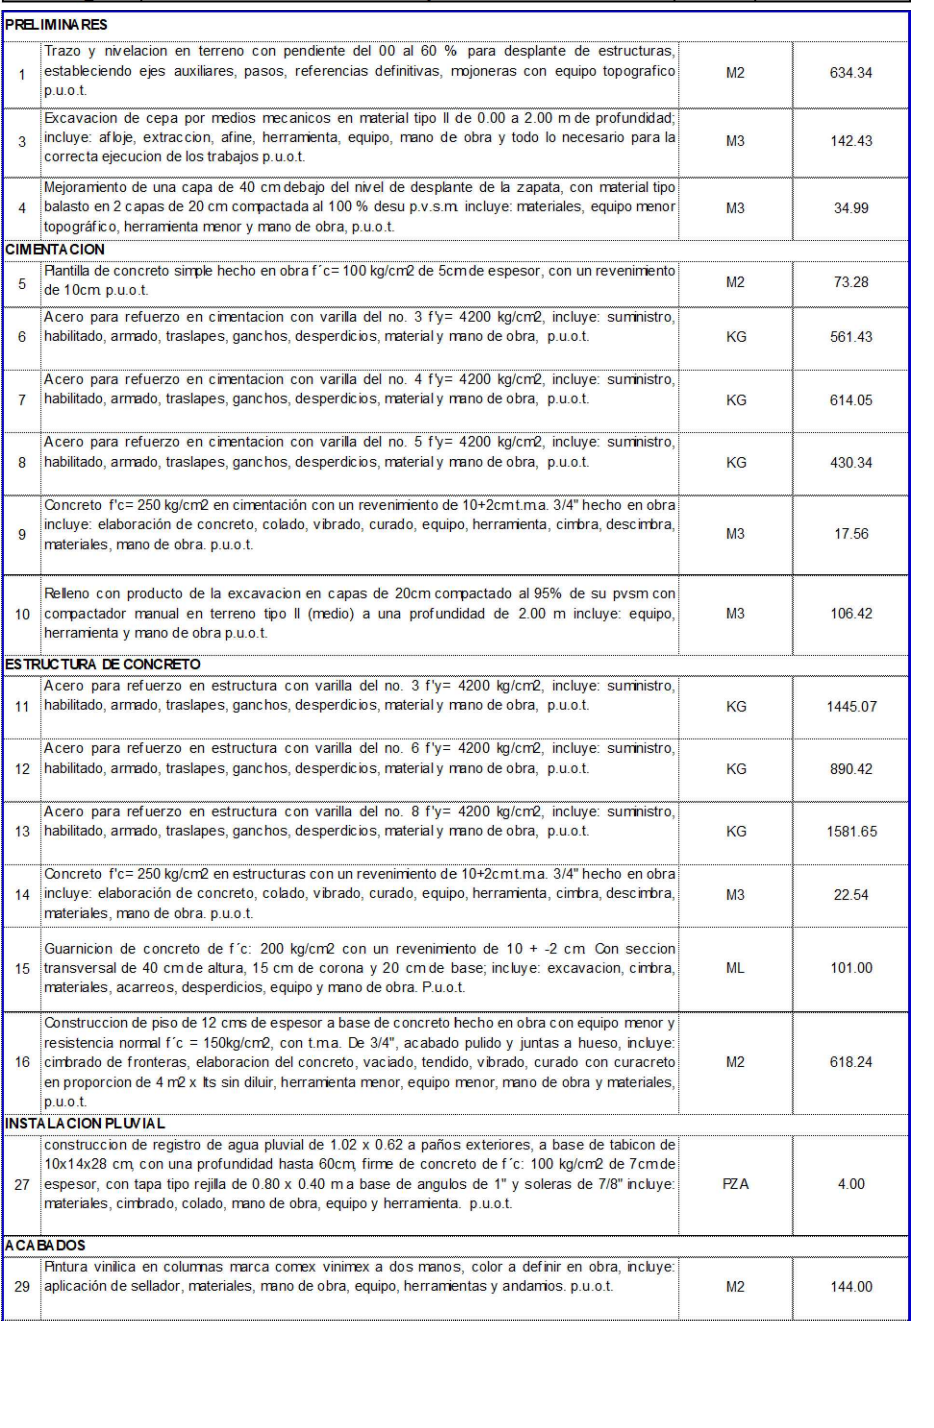 PRELIMINARES
Trazo y nivelacion en terreno con pendiente del 00 al 60 % para desplante de estructuras,
1 estableciendo ejes auxiliares, pasos, referencias definitivas, mojoneras con equipo topografico M2 634.34
p.u.o.t.
Excavacion de cepa por medios mecanicos en material tipo II de 0.00 a 2.00 m de profundidad;
3 incluye: afloje, extraccion, afine, herramienta, equipo, mano de obra y todo lo necesario para la M3 142.43
correcta ejecucion de los trabajos p.u.o.t.
Mejoramiento de una capa de 40 cm debajo del nivel de desplante de la zapata, con material tipo
4 balasto en 2 capas de 20 cm compactada al 100 % desu p.v.s.m. incluye: materiales, equipo menor M3 34.99
topográfico, herramienta menor y mano de obra, p.u.o.t.
CIMENTACION
Plantilla de concreto simple hecho en obra f´c= 100 kg/cm2 de 5cm de espesor, con un revenimiento
5 de 10cm. p.u.o.t. M2 73.28
Acero para refuerzo en cimentacion con varilla del no. 3 f'y= 4200 kg/cm2, incluye: suministro,
6 habilitado, armado, traslapes, ganchos, desperdicios, material y mano de obra, p.u.o.t. KG 561.43
Acero para refuerzo en cimentacion con varilla del no. 4 f'y= 4200 kg/cm2, incluye: suministro,
7 habilitado, armado, traslapes, ganchos, desperdicios, material y mano de obra, p.u.o.t. KG 614.05
Acero para refuerzo en cimentacion con varilla del no. 5 f'y= 4200 kg/cm2, incluye: suministro,
8 habilitado, armado, traslapes, ganchos, desperdicios, material y mano de obra, p.u.o.t. KG 430.34
Concreto f'c= 250 kg/cm2 en cimentación con un revenimiento de 10+2cm t.m.a. 3/4" hecho en obra
9 incluye: elaboración de concreto, colado, vibrado, curado, equipo, herramienta, cimbra, descimbra, M3 17.56
materiales, mano de obra. p.u.o.t.
Relleno con producto de la excavacion en capas de 20cm compactado al 95% de su pvsm con
10 compactador manual en terreno tipo II (medio) a una profundidad de 2.00 m incluye: equipo, M3 106.42
herramienta y mano de obra p.u.o.t.
ESTRUCTURA DE CONCRETO
Acero para refuerzo en estructura con varilla del no. 3 f'y= 4200 kg/cm2, incluye: suministro,
11 habilitado, armado, traslapes, ganchos, desperdicios, material y mano de obra, p.u.o.t. KG 1445.07
Acero para refuerzo en estructura con varilla del no. 6 f'y= 4200 kg/cm2, incluye: suministro,
12 habilitado, armado, traslapes, ganchos, desperdicios, material y mano de obra, p.u.o.t. KG 890.42
Acero para refuerzo en estructura con varilla del no. 8 f'y= 4200 kg/cm2, incluye: suministro,
13 habilitado, armado, traslapes, ganchos, desperdicios, material y mano de obra, p.u.o.t. KG 1581.65
Concreto f'c= 250 kg/cm2 en estructuras con un revenimiento de 10+2cm t.m.a. 3/4" hecho en obra
14 incluye: elaboración de concreto, colado, vibrado, curado, equipo, herramienta, cimbra, descimbra, M3 22.54
materiales, mano de obra. p.u.o.t.
Guarnicion de concreto de f´c: 200 kg/cm2 con un revenimiento de 10 + -2 cm. Con seccion
15 transversal de 40 cm de altura, 15 cm de corona y 20 cm de base; incluye: excavacion, cimbra, ML 101.00
materiales, acarreos, desperdicios, equipo y mano de obra. P.u.o.t.
Construccion de piso de 12 cms de espesor a base de concreto hecho en obra con equipo menor y
resistencia normal f´c = 150kg/cm2, con t.m.a. De 3/4", acabado pulido y juntas a hueso, incluye:
16 cimbrado de fronteras, elaboracion del concreto, vaciado, tendido, vibrado, curado con curacreto M2 618.24
en proporcion de 4 m2 x lts sin diluir, herramienta menor, equipo menor, mano de obra y materiales,
p.u.o.t.
INSTALACION PLUVIAL
construccion de registro de agua pluvial de 1.02 x 0.62 a paños exteriores, a base de tabicon de
10x14x28 cm, con una profundidad hasta 60cm, firme de concreto de f´c: 100 kg/cm2 de 7cm de
27 espesor, con tapa tipo rejilla de 0.80 x 0.40 m a base de angulos de 1" y soleras de 7/8" incluye: PZA 4.00
materiales, cimbrado, colado, mano de obra, equipo y herramienta. p.u.o.t.
ACABADOS
Pintura vinilica en columnas marca comex vinimex a dos manos, color a definir en obra, incluye:
29 aplicación de sellador, materiales, mano de obra, equipo, herramientas y andamios. p.u.o.t. M2 144.00